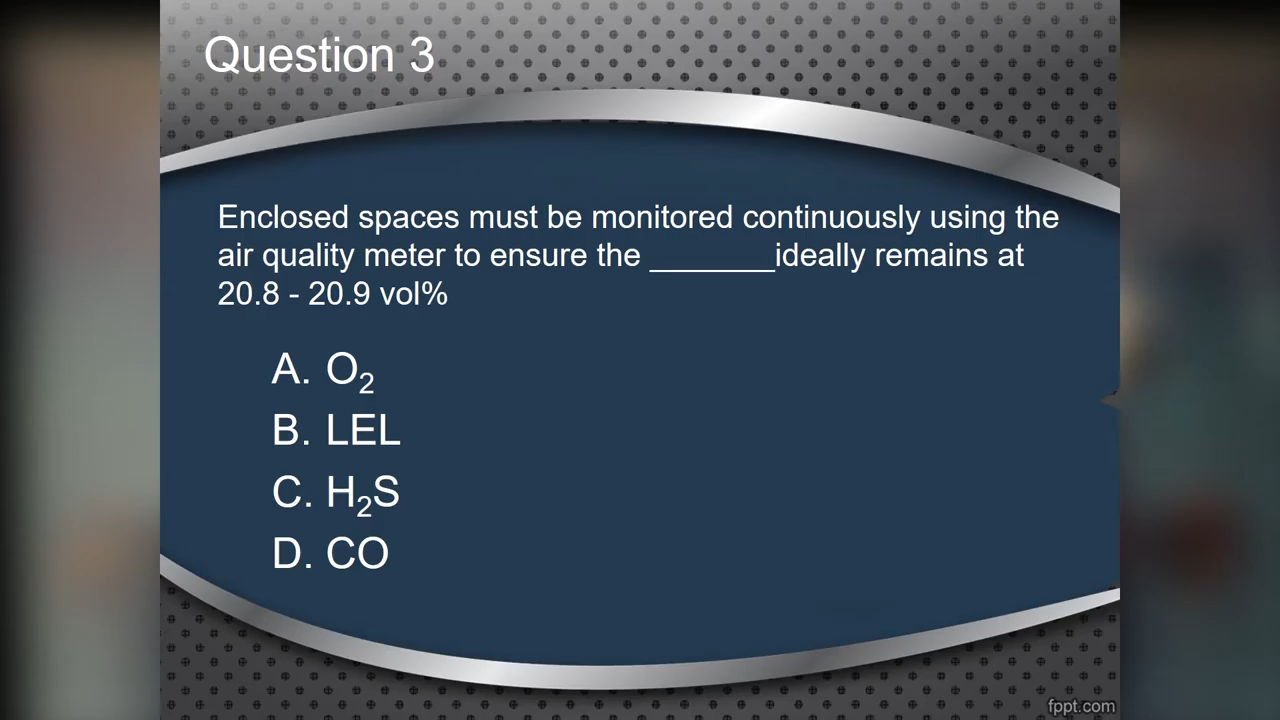 Question 3
Enclosed spaces must be monitored continuously using the
air quality meter to ensure the _______ideally remains at
20.8 - 20.9 vol%
A. O₂
B. LEL
C. H₂S
D. CO
fppt.com